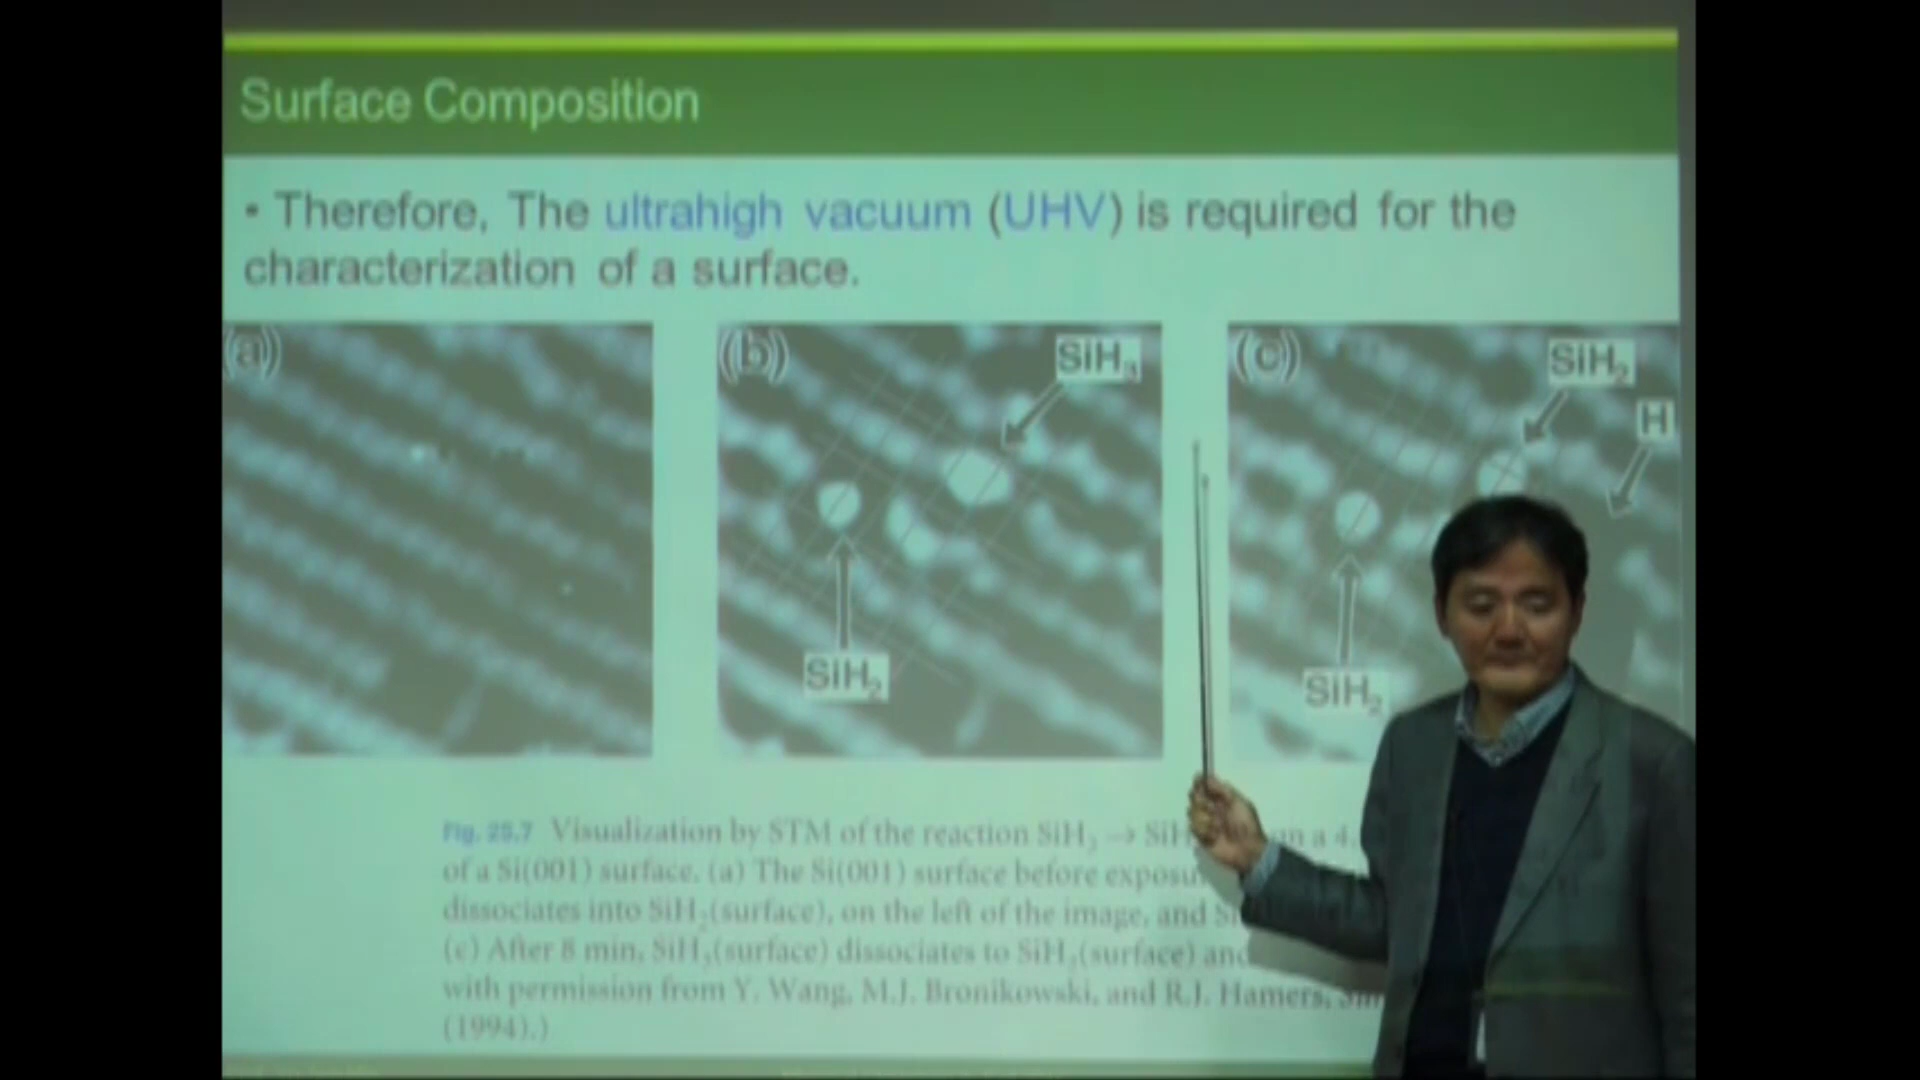 Surface Composition
• Therefore, The ultrahigh vacuum (UHV) is required for the
characterization of a surface.
(a)
(b)
SiH₃
SiH₂
(c)
SiH₂
H
SiH₂
Fig. 25.7 Visualization by STM of the reaction SiH₃ → SiH on a 4.
of a Si(001) surface. (a) The Si(001) surface before
dissociates into SiH₂(surface), on the left of the image, and
(c) After 8 min, SiH₃(surface) dissociates to SiH₂(surface) and
with permission from Y. Wang, M.J. Bronikowski, and R.J. Hamers,
(1994).)